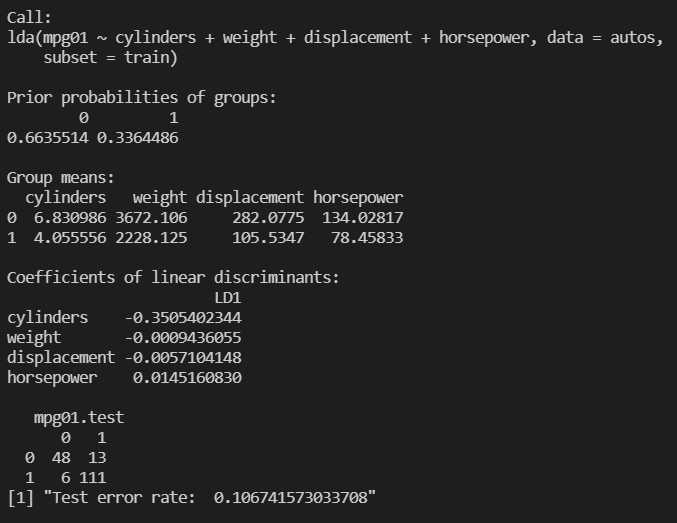 Call:
lda(mpg01 ~ cylinders + weight + displacement + horsepower, data = autos,
    subset = train)

Prior probabilities of groups:
        0         1
0.6635514 0.3364486

Group means:
  cylinders   weight displacement horsepower
0  6.830986 3672.106     282.0775  134.02817
1  4.055556 2228.125     105.5347   78.45833

Coefficients of linear discriminants:
                       LD1
cylinders    -0.3505402344
weight       -0.0009436055
displacement -0.0057104148
horsepower    0.0145160830

   mpg01.test
      0   1
  0  48  13
  1   6 111
[1] "Test error rate:  0.106741573033708"